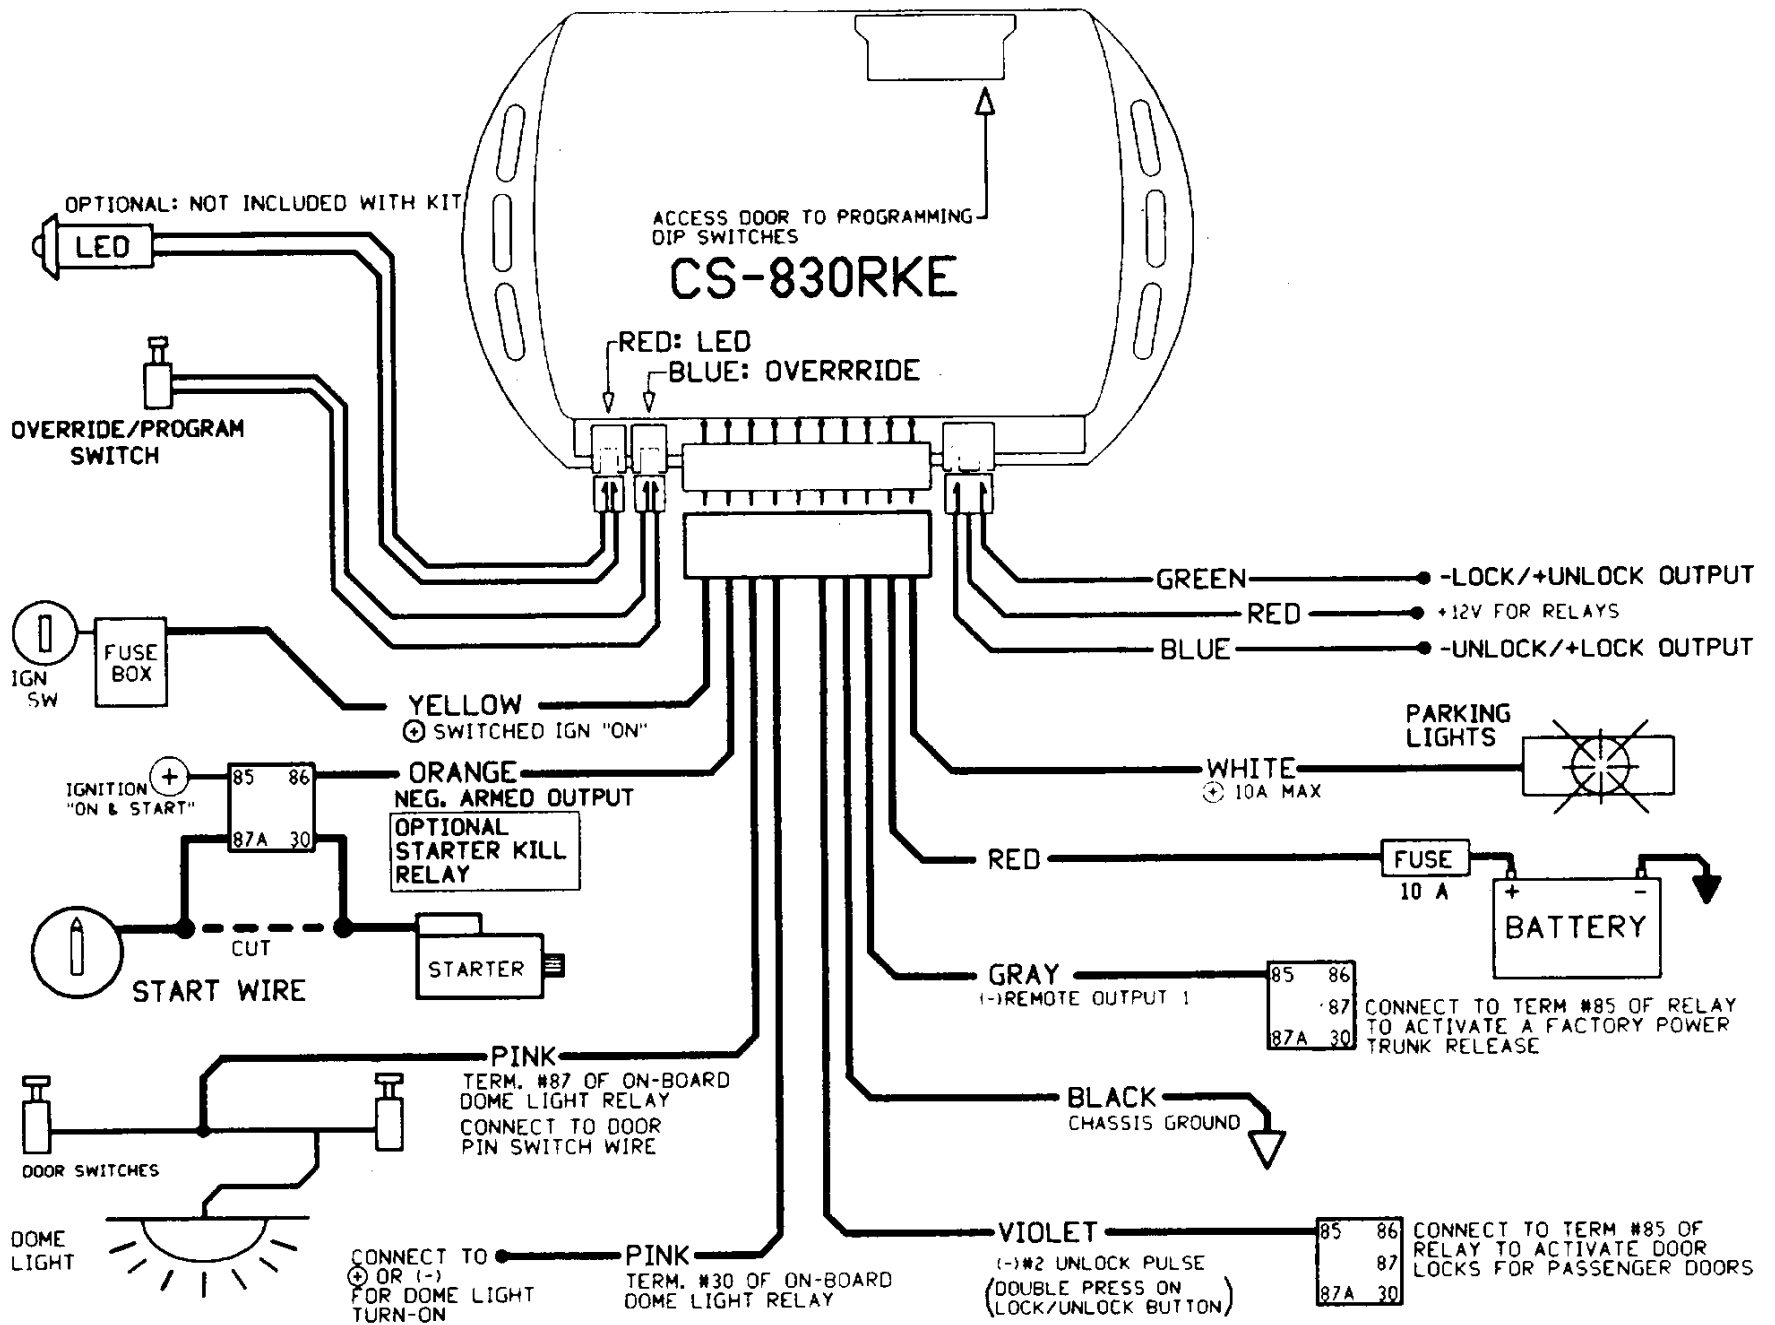 ACCESS DOOR TO PROGRAMMING
DIP SWITCHES
CS-830RKE
RED: LED
BLUE: OVERRRIDE
OPTIONAL: NOT INCLUDED WITH KIT
LED
OVERRIDE/PROGRAM
SWITCH
IGN
SW
FUSE
BOX
YELLOW
⊕ SWITCHED IGN "ON"
IGNITION
"ON & START"
+
85 86
87A 30
ORANGE
NEG. ARMED OUTPUT
OPTIONAL
STARTER KILL
RELAY
CUT
START WIRE
STARTER
PINK
TERM. #87 OF ON-BOARD
DOME LIGHT RELAY
CONNECT TO DOOR
PIN SWITCH WIRE
DOOR SWITCHES
DOME
LIGHT
CONNECT TO
⊕ OR (-)
FOR DOME LIGHT
TURN-ON
PINK
TERM. #30 OF ON-BOARD
DOME LIGHT RELAY
GREEN
-LOCK/+UNLOCK OUTPUT
RED
+12V FOR RELAYS
BLUE
-UNLOCK/+LOCK OUTPUT
PARKING
LIGHTS
WHITE
⊕ 10A MAX
RED
FUSE
10 A
+ -
BATTERY
GRAY
(-)REMOTE OUTPUT 1
85 86
87
87A 30
CONNECT TO TERM #85 OF RELAY
TO ACTIVATE A FACTORY POWER
TRUNK RELEASE
BLACK
CHASSIS GROUND
VIOLET
(-)#2 UNLOCK PULSE
(DOUBLE PRESS ON
LOCK/UNLOCK BUTTON)
85 86
87
87A 30
CONNECT TO TERM #85 OF
RELAY TO ACTIVATE DOOR
LOCKS FOR PASSENGER DOORS